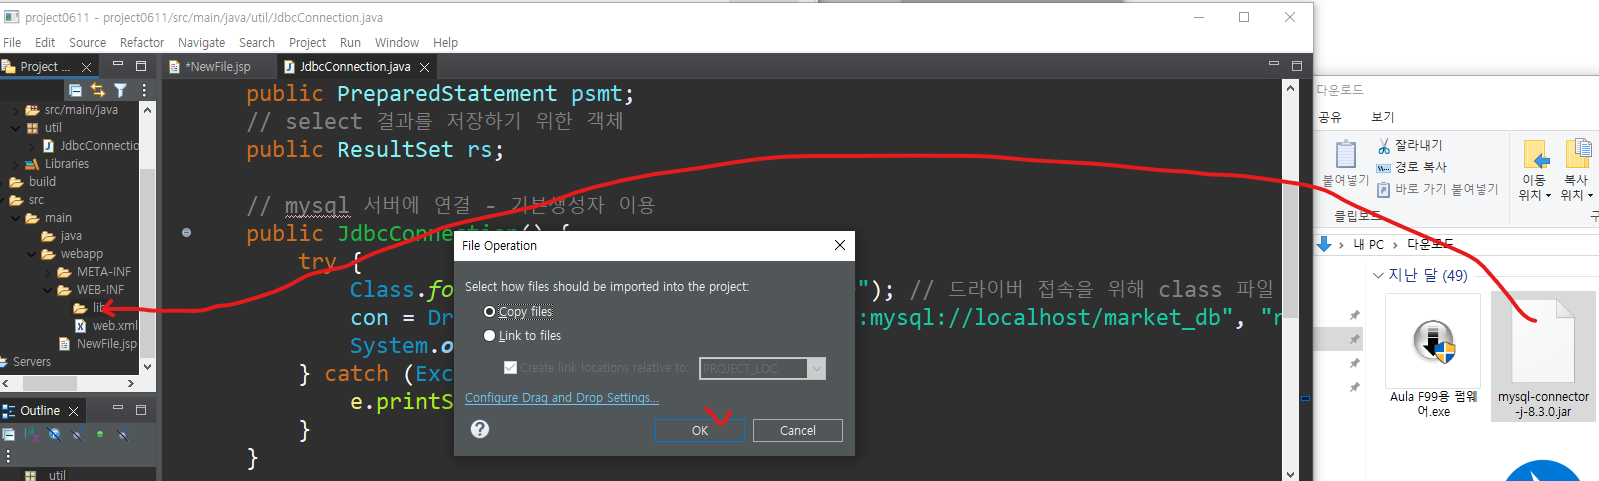 project0611 - project0611/src/main/java/util/JdbcConnection.java
File Edit Source Refactor Navigate Search Project Run Window Help
Project ...
*NewFile.jsp
JdbcConnection.java
src/main/java
util
JdbcConnectio
Libraries
build
src
main
java
webapp
META-INF
WEB-INF
lib
web.xml
NewFile.jsp
Servers
Outline
util
public PreparedStatement psmt;
// select 결과를 저장하기 위한 객체
public ResultSet rs;
// mysql 서버에 연결 - 기본생성자 이용
public JdbcConnection() {
try {
Class.fo
"); // 드라이버 접속을 위해 class 파일
con = Dr
:mysql://localhost/market_db", "r
System.o
} catch (Exc
e.printS
}
}
File Operation
Select how files should be imported into the project:
Copy files
Link to files
Create link locations relative to:
PROJECT_LOC
Configure Drag and Drop Settings...
OK
Cancel
다운로드
공유 보기
붙여넣기
잘라내기
경로 복사
바로 가기 붙여넣기
클립보드
이동
위치
복사
위치
구
내 PC
다운로드
지난 달 (49)
Aula F99용 펌웨
어.exe
mysql-connector
-j-8.3.0.jar